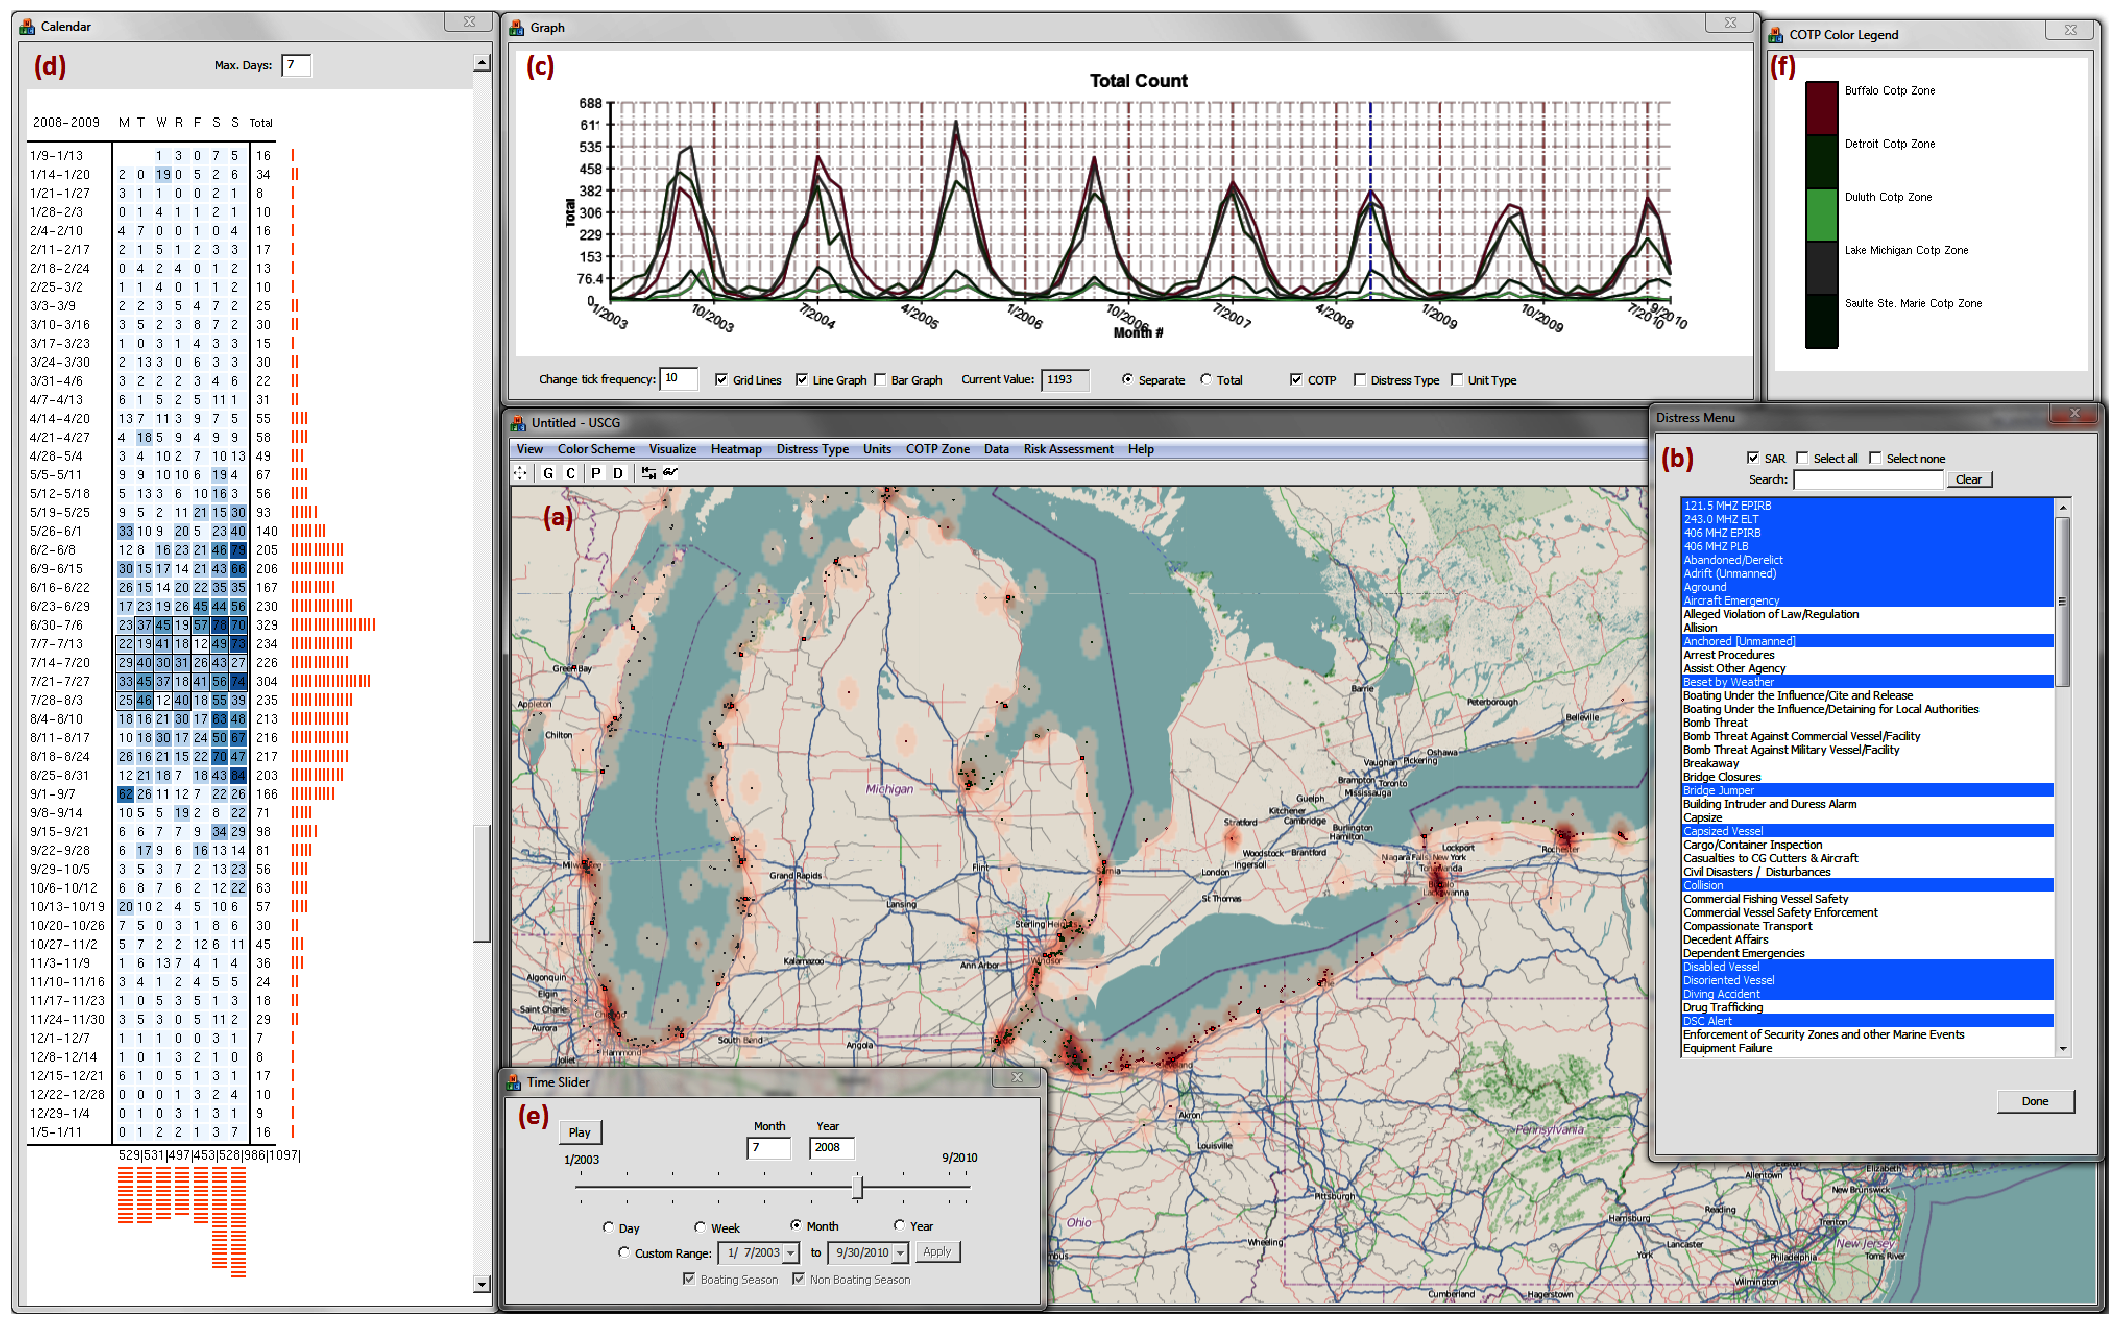 Calendar
(d)
Max. Days: 7
2008-2009 M T W R F S S Total
1/9-1/13 1 3 0 7 5 16
1/14-1/20 2 0 19 0 5 2 6 34
1/21-1/27 3 1 1 0 0 2 1 8
1/28-2/3 0 1 4 1 1 2 1 10
2/4-2/10 4 7 0 0 1 0 4 16
2/11-2/17 2 1 5 1 2 3 3 17
2/18-2/24 0 4 2 4 0 1 2 13
2/25-3/2 1 1 4 0 1 1 2 10
3/3-3/9 2 2 3 5 4 7 2 25
3/10-3/16 3 5 2 3 8 7 2 30
3/17-3/23 1 0 3 1 4 3 3 15
3/24-3/30 2 13 3 0 6 3 3 30
3/31-4/6 3 2 2 2 3 4 6 22
4/7-4/13 6 1 5 2 5 11 1 31
4/14-4/20 13 7 11 3 9 7 5 55
4/21-4/27 4 18 5 9 4 9 9 58
4/28-5/4 3 4 10 2 7 10 13 49
5/5-5/11 9 9 10 10 6 19 4 67
5/12-5/18 5 13 3 6 10 16 3 56
5/19-5/25 9 5 2 11 21 15 30 93
5/26-6/1 33 10 9 20 5 23 40 140
6/2-6/8 12 8 16 23 21 46 79 205
6/9-6/15 30 15 17 14 21 43 66 206
6/16-6/22 26 15 14 20 22 35 35 167
6/23-6/29 17 23 19 26 45 44 56 230
6/30-7/6 23 37 45 19 57 78 70 329
7/7-7/13 22 19 41 18 12 49 73 234
7/14-7/20 29 40 30 31 26 43 27 226
7/21-7/27 33 45 37 18 41 56 74 304
7/28-8/3 25 46 12 40 18 55 39 235
8/4-8/10 18 16 21 30 17 63 48 213
8/11-8/17 10 18 30 17 24 50 67 216
8/18-8/24 26 16 21 15 22 70 47 217
8/25-8/31 12 21 18 7 18 43 84 203
9/1-9/7 62 26 11 12 7 22 26 166
9/8-9/14 10 5 5 19 2 8 22 71
9/15-9/21 6 6 7 7 9 34 29 98
9/22-9/28 6 17 9 6 16 13 14 81
9/29-10/5 3 5 3 7 2 13 23 56
10/6-10/12 6 8 7 6 2 12 22 63
10/13-10/19 20 10 2 4 5 10 6 57
10/20-10/26 7 5 0 3 1 8 6 30
10/27-11/2 5 7 2 2 12 6 11 45
11/3-11/9 1 6 13 7 4 1 4 36
11/10-11/16 3 4 1 2 4 5 5 24
11/17-11/23 1 0 5 3 5 1 3 18
11/24-11/30 3 5 3 0 5 11 2 29
12/1-12/7 1 1 1 0 0 3 1 7
12/8-12/14 1 0 1 3 2 1 0 8
12/15-12/21 6 1 0 5 1 3 1 17
12/22-12/28 0 0 0 1 3 2 4 10
12/29-1/4 0 1 0 3 1 3 1 9
1/5-1/11 0 1 2 2 1 3 7 16
529|531|497|453|528|986|1097|
Graph
(c)
Total Count
688
611
535
458
382
306
229
153
76.4
0
Total
1/2003 10/2003 7/2004 4/2005 1/2006 10/2006 7/2007 4/2008 1/2009 10/2009 7/2010 9/2010
Month #
Change tick frequency: 10 Grid Lines Line Graph Bar Graph Current Value: 1193 Separate Total COTP Distress Type Unit Type
COTP Color Legend
(f)
Buffalo Cotp Zone
Detroit Cotp Zone
Duluth Cotp Zone
Lake Michigan Cotp Zone
Saulte Ste. Marie Cotp Zone
Untitled - USCG
View Color Scheme Visualize Heatmap Distress Type Units COTP Zone Data Risk Assessment Help
G C P D
(a)
Green Bay
Appleton
Chilton
Michigan
Grand Rapids
Lansing
Flint
Kalamazoo
Ann Arbor
Sterling Heights
Windsor
Sarnia
Algonquin
Elgin
Saint Charles
Aurora
Chicago
Joliet
Hammond
South Bend
Angola
Barrie
Peterborough
Belleville
Oshawa
Vaughan Pickering
Brampton Toronto
Mississauga
Guelph
Kitchener
Cambridge
Stratford
Burlington
Hamilton
Woodstock Brantford
Ingersoll
London
St Thomas
Lockport
Niagara Falls, New York
Tonawanda
Buffalo
Lackawanna
Rochester
Erie
Cleveland
Akron
Louisville
Pennsylvania
Pittsburgh
Ohio
Wheeling
Cumberland
Hagerstown
Harrisburg
York
Lancaster
Reading
Allentown
Easton
Elizabeth
New Brunswick
Trenton
Philadelphia
New Jersey
Toms River
Wilmington
Distress Menu
(b)
SAR Select all Select none
Search: Clear
121.5 MHZ EPIRB
243.0 MHZ ELT
406 MHZ EPIRB
406 MHZ PLB
Abandoned/Derelict
Adrift (Unmanned)
Aground
Aircraft Emergency
Alleged Violation of Law/Regulation
Allision
Anchored [Unmanned]
Arrest Procedures
Assist Other Agency
Beset by Weather
Boating Under the Influence/Cite and Release
Boating Under the Influence/Detaining for Local Authorities
Bomb Threat
Bomb Threat Against Commercial Vessel/Facility
Bomb Threat Against Military Vessel/Facility
Breakaway
Bridge Closures
Bridge Jumper
Building Intruder and Duress Alarm
Capsize
Capsized Vessel
Cargo/Container Inspection
Casualties to CG Cutters & Aircraft
Civil Disasters / Disturbances
Collision
Commercial Fishing Vessel Safety
Commercial Vessel Safety Enforcement
Compassionate Transport
Decedent Affairs
Dependent Emergencies
Disabled Vessel
Disoriented Vessel
Diving Accident
Drug Trafficking
DSC Alert
Enforcement of Security Zones and other Marine Events
Equipment Failure
Done
Time Slider
(e)
Play
Month Year
7 2008
1/2003 9/2010
Day Week Month Year
Custom Range: 1/ 7/2003 to 9/30/2010 Apply
Boating Season Non Boating Season